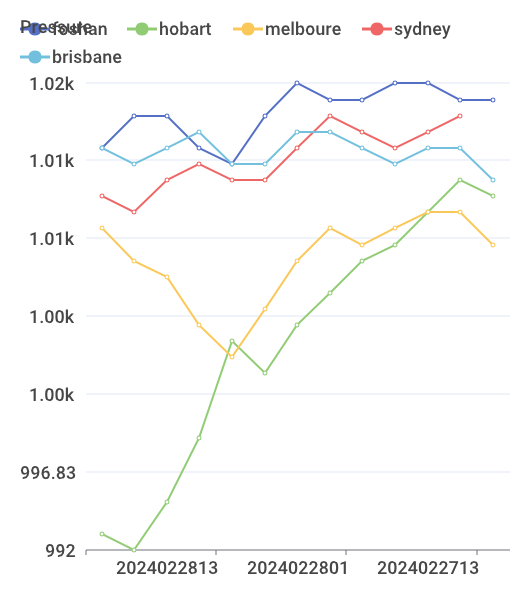 Pressure
foshan hobart melboure sydney
brisbane
1.02k
1.01k
1.01k
1.00k
1.00k
996.83
992
2024022813 2024022801 2024022713